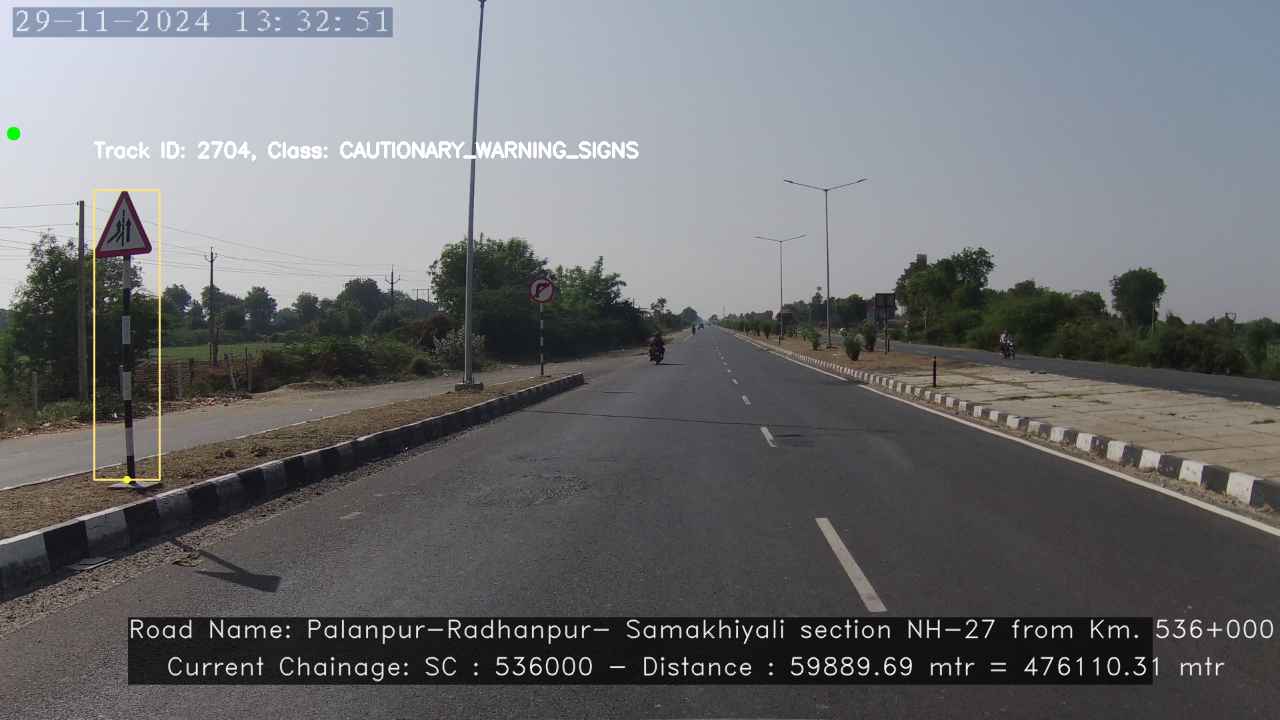 29-11-2024 13:32:51
Track ID: 2704, Class: CAUTIONARY_WARNING_SIGNS
Road Name: Palanpur-Radhanpur- Samakhiyali section NH-27 from Km. 536+000
Current Chainage: SC : 536000 - Distance : 59889.69 mtr = 476110.31 mtr